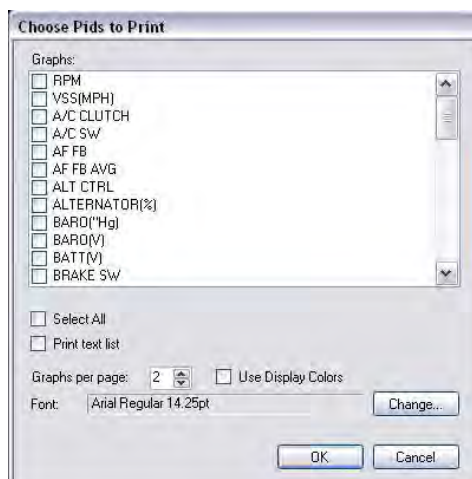 Choose Pids to Print
Graphs:
RPM
VSS(MPH)
A/C CLUTCH
A/C SW
AF FB
AF FB AVG
ALT CTRL
ALTERNATOR(%)
BARO("Hg)
BARO(V)
BATT(V)
BRAKE SW
Select All
Print text list
Graphs per page: 2 Use Display Colors
Font: Arial Regular 14.25pt Change...
OK Cancel